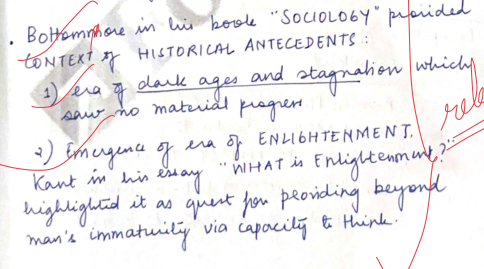 • Bottommore in his book "SOCIOLOGY" provided
CONTEXT of HISTORICAL ANTECEDENTS :
1) era of dark ages and stagnation which
saw no material progress
2) Emergence of era of ENLIGHTENMENT.
Kant in his essay "WHAT is Enlightenment?"
highlighted it as quest for providing beyond
man's immaturity via capacity to think.